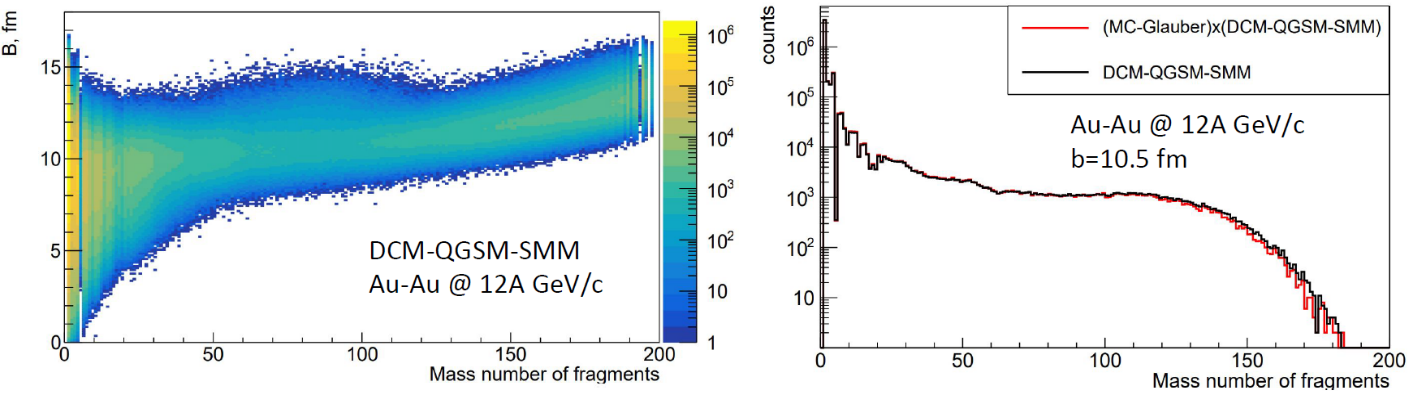 B, fm
15
10
5
0
0
50
100
150
200
Mass number of fragments
DCM-QGSM-SMM
Au-Au @ 12A GeV/c
10⁶
10⁵
10⁴
10³
10²
10
1
counts
10⁶
10⁵
10⁴
10³
10²
10
0
50
100
150
200
Mass number of fragments
(MC-Glauber)x(DCM-QGSM-SMM)
DCM-QGSM-SMM
Au-Au @ 12A GeV/c
b=10.5 fm